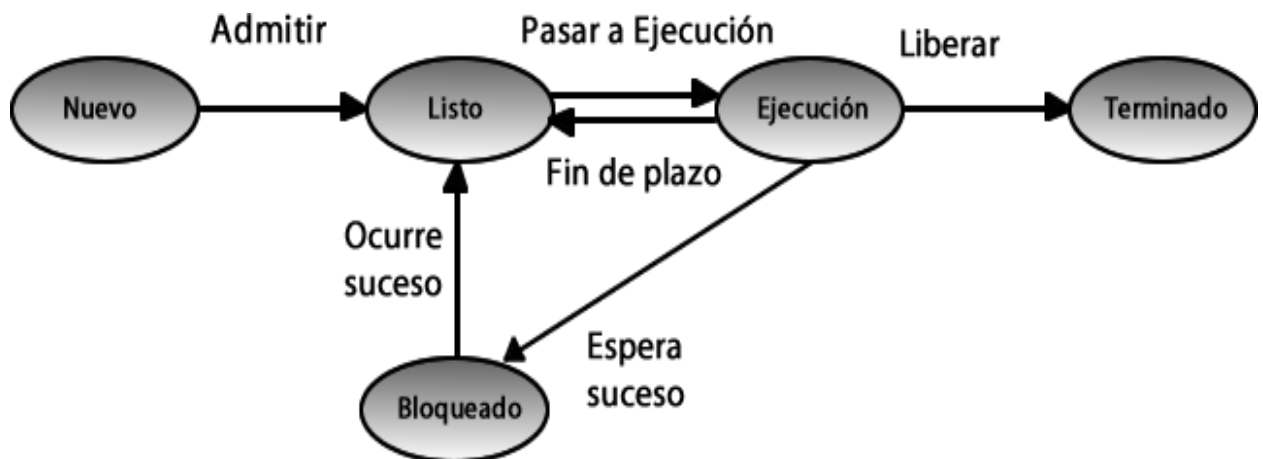 Admitir
Pasar a Ejecución
Liberar
Nuevo
Listo
Ejecución
Terminado
Fin de plazo
Ocurre
suceso
Espera
suceso
Bloqueado